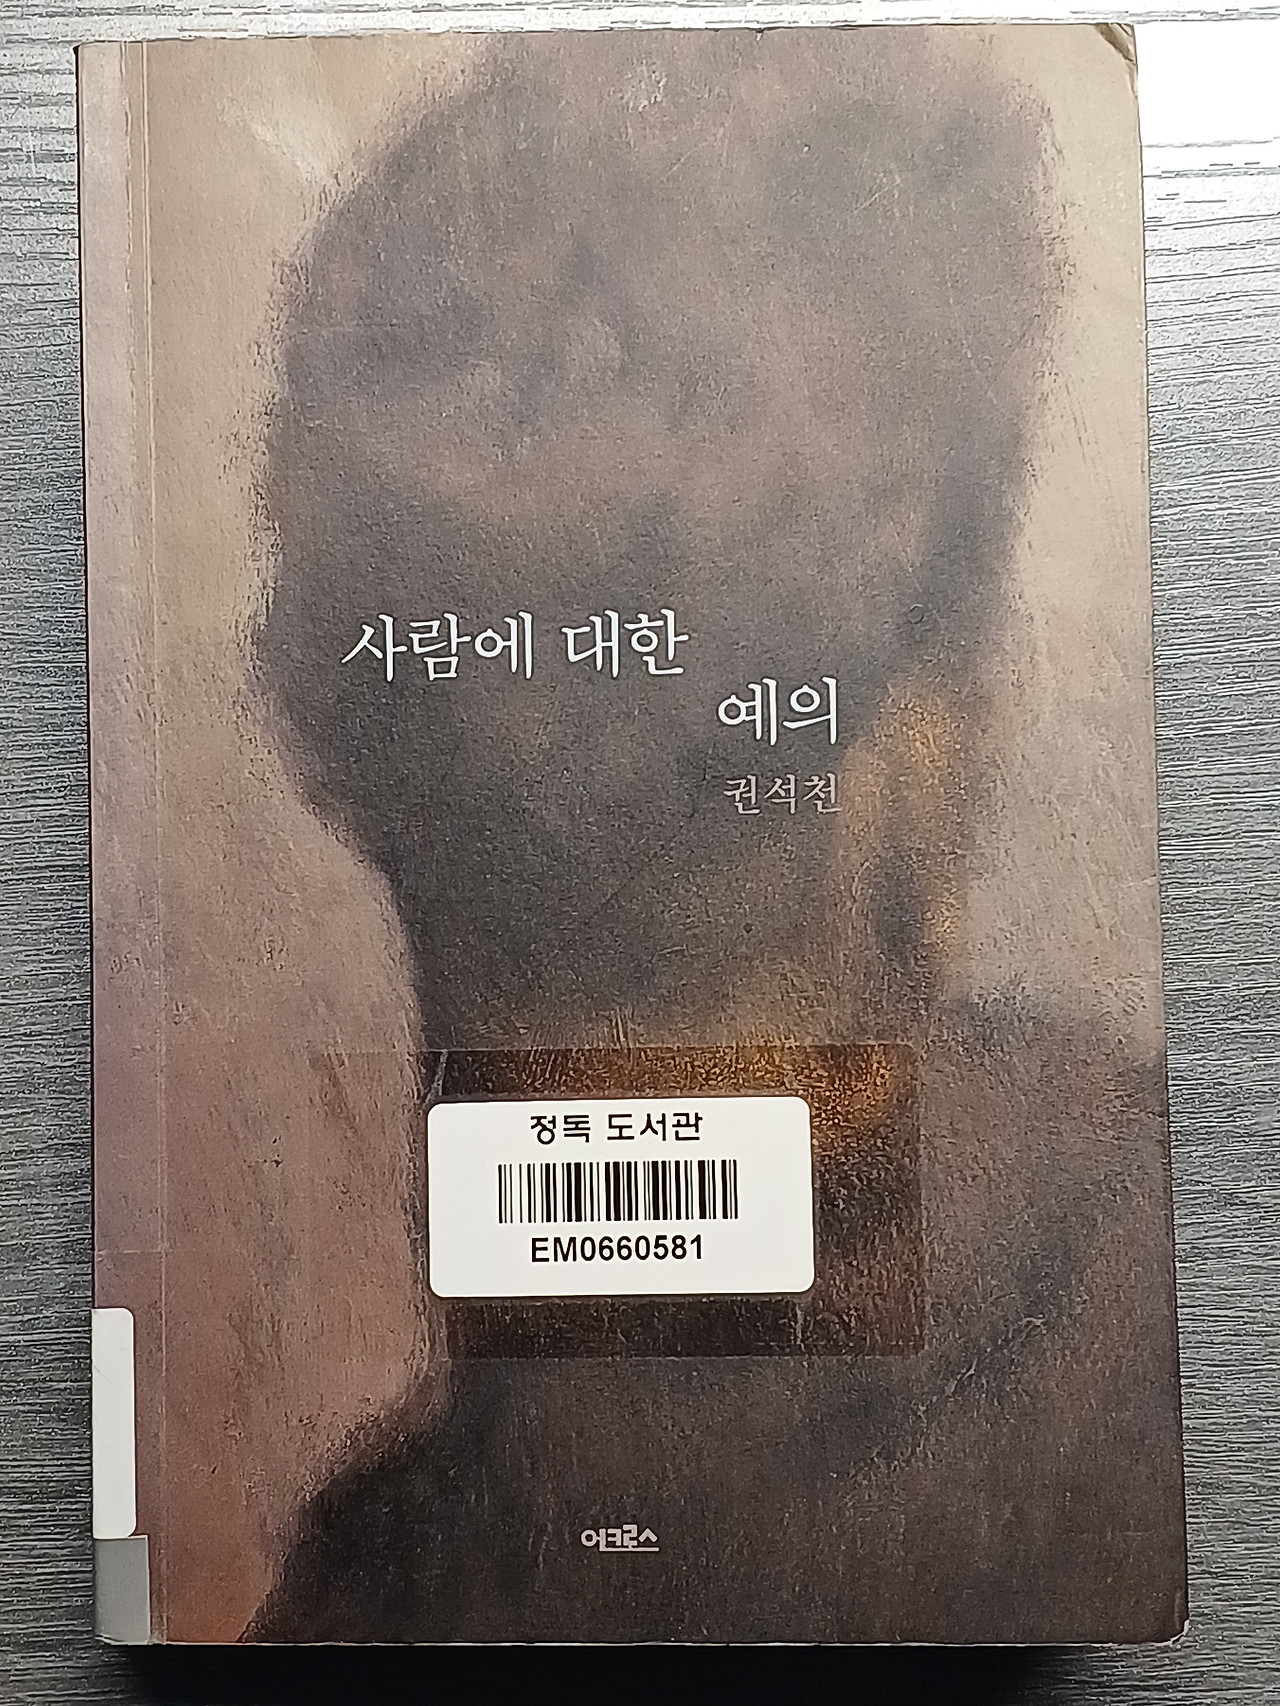 사람에 대한
예의
권석천
정독 도서관
EM0660581
어크로스